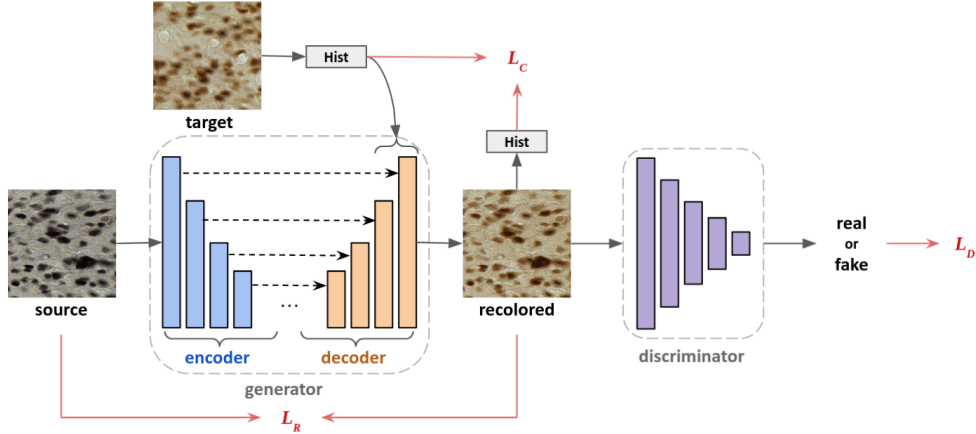 Hist
L_C
target
Hist
real
or
fake
L_D
source
...
recolored
encoder
decoder
discriminator
generator
L_R